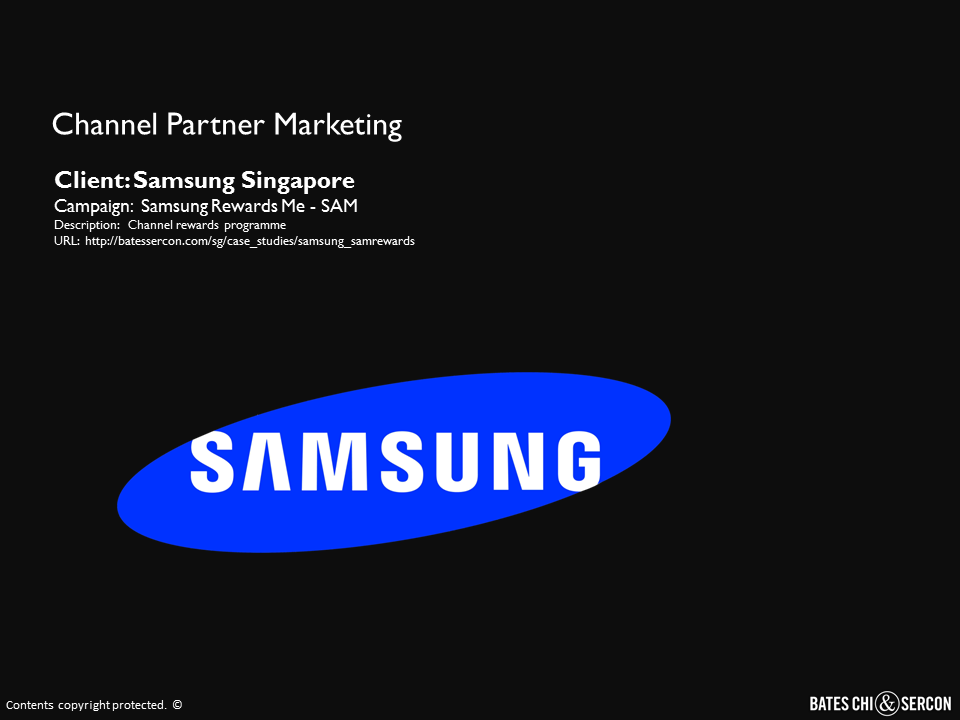 Channel Partner Marketing
Client: Samsung Singapore
Campaign: Samsung Rewards Me - SAM
Description: Channel rewards programme
URL: http://batessercon.com/sg/case_studies/samsung_samrewards
SAMSUNG
Contents copyright protected. ©
BATES CHI & SERCON